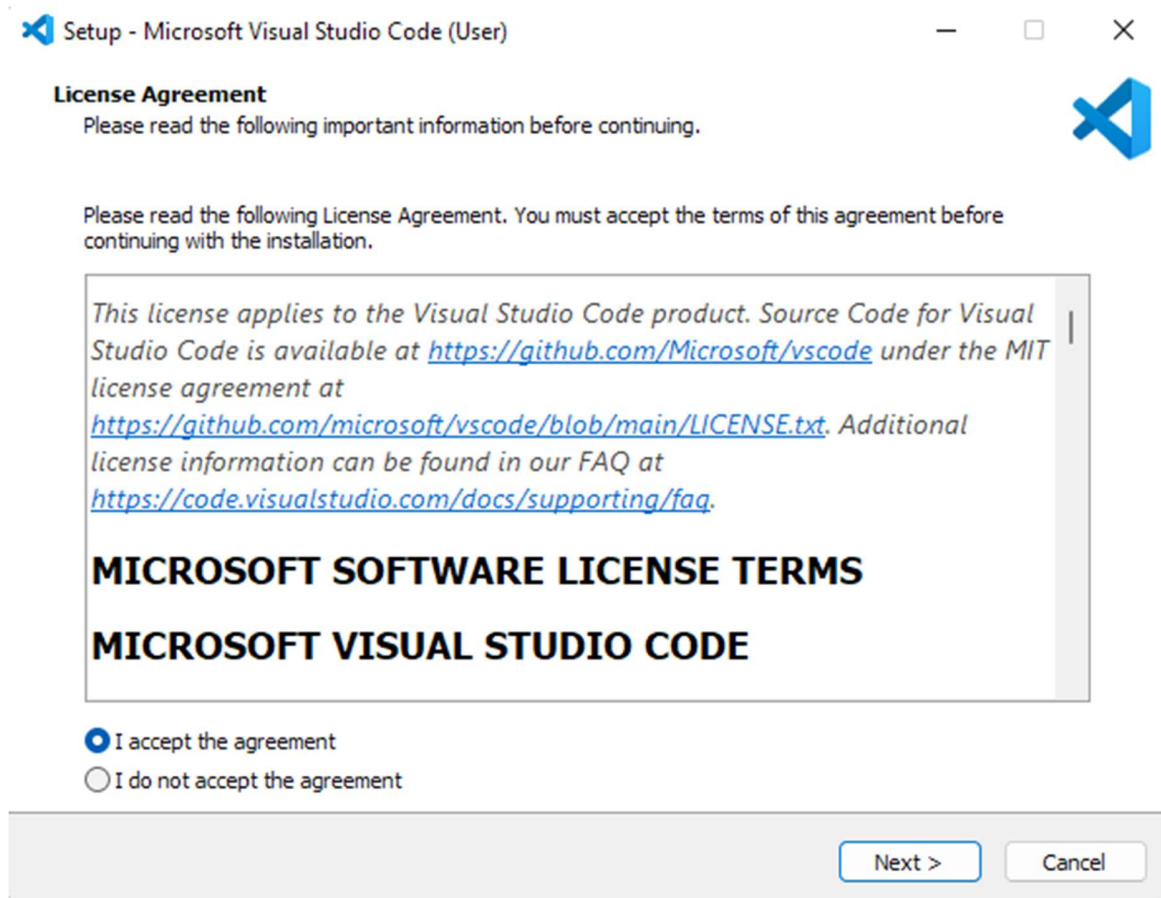 Setup - Microsoft Visual Studio Code (User)
License Agreement
Please read the following important information before continuing.
Please read the following License Agreement. You must accept the terms of this agreement before
continuing with the installation.
This license applies to the Visual Studio Code product. Source Code for Visual
Studio Code is available at https://github.com/Microsoft/vscode under the MIT
license agreement at
https://github.com/microsoft/vscode/blob/main/LICENSE.txt. Additional
license information can be found in our FAQ at
https://code.visualstudio.com/docs/supporting/faq.
MICROSOFT SOFTWARE LICENSE TERMS
MICROSOFT VISUAL STUDIO CODE
I accept the agreement
I do not accept the agreement
Next >
Cancel